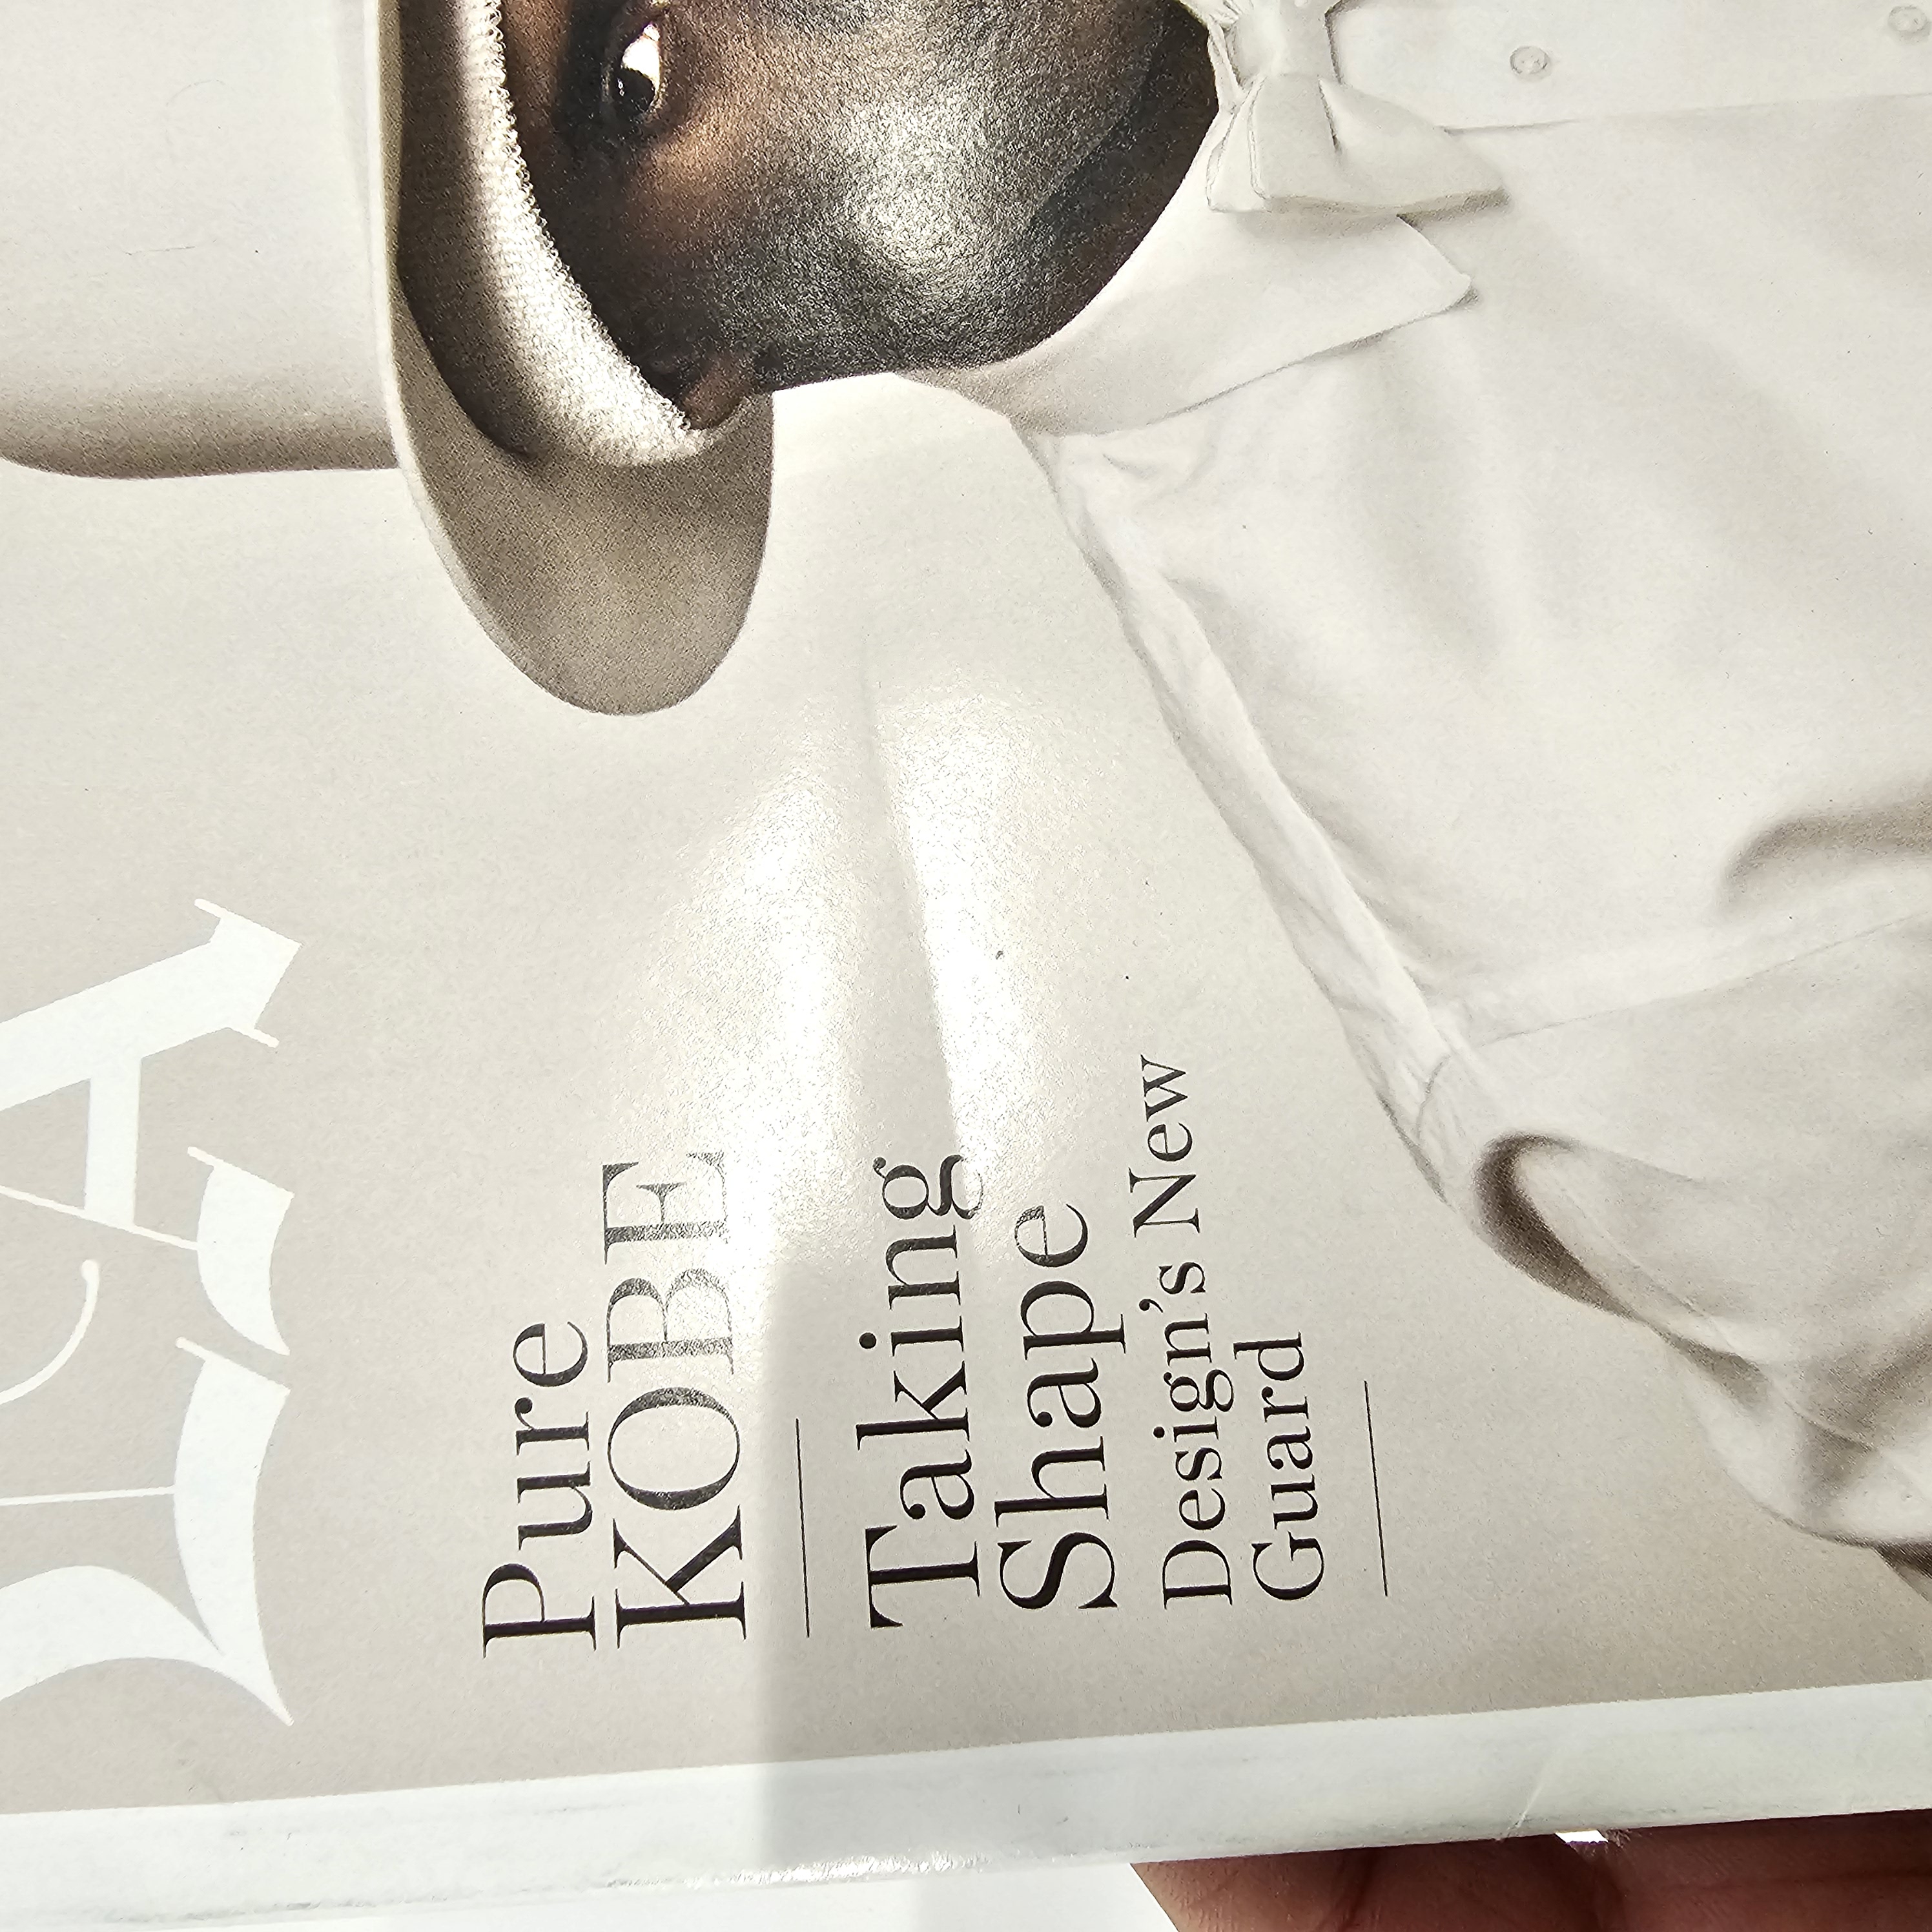 LA
Pure
KOBE
Taking
Shape
Design’s New
Guard